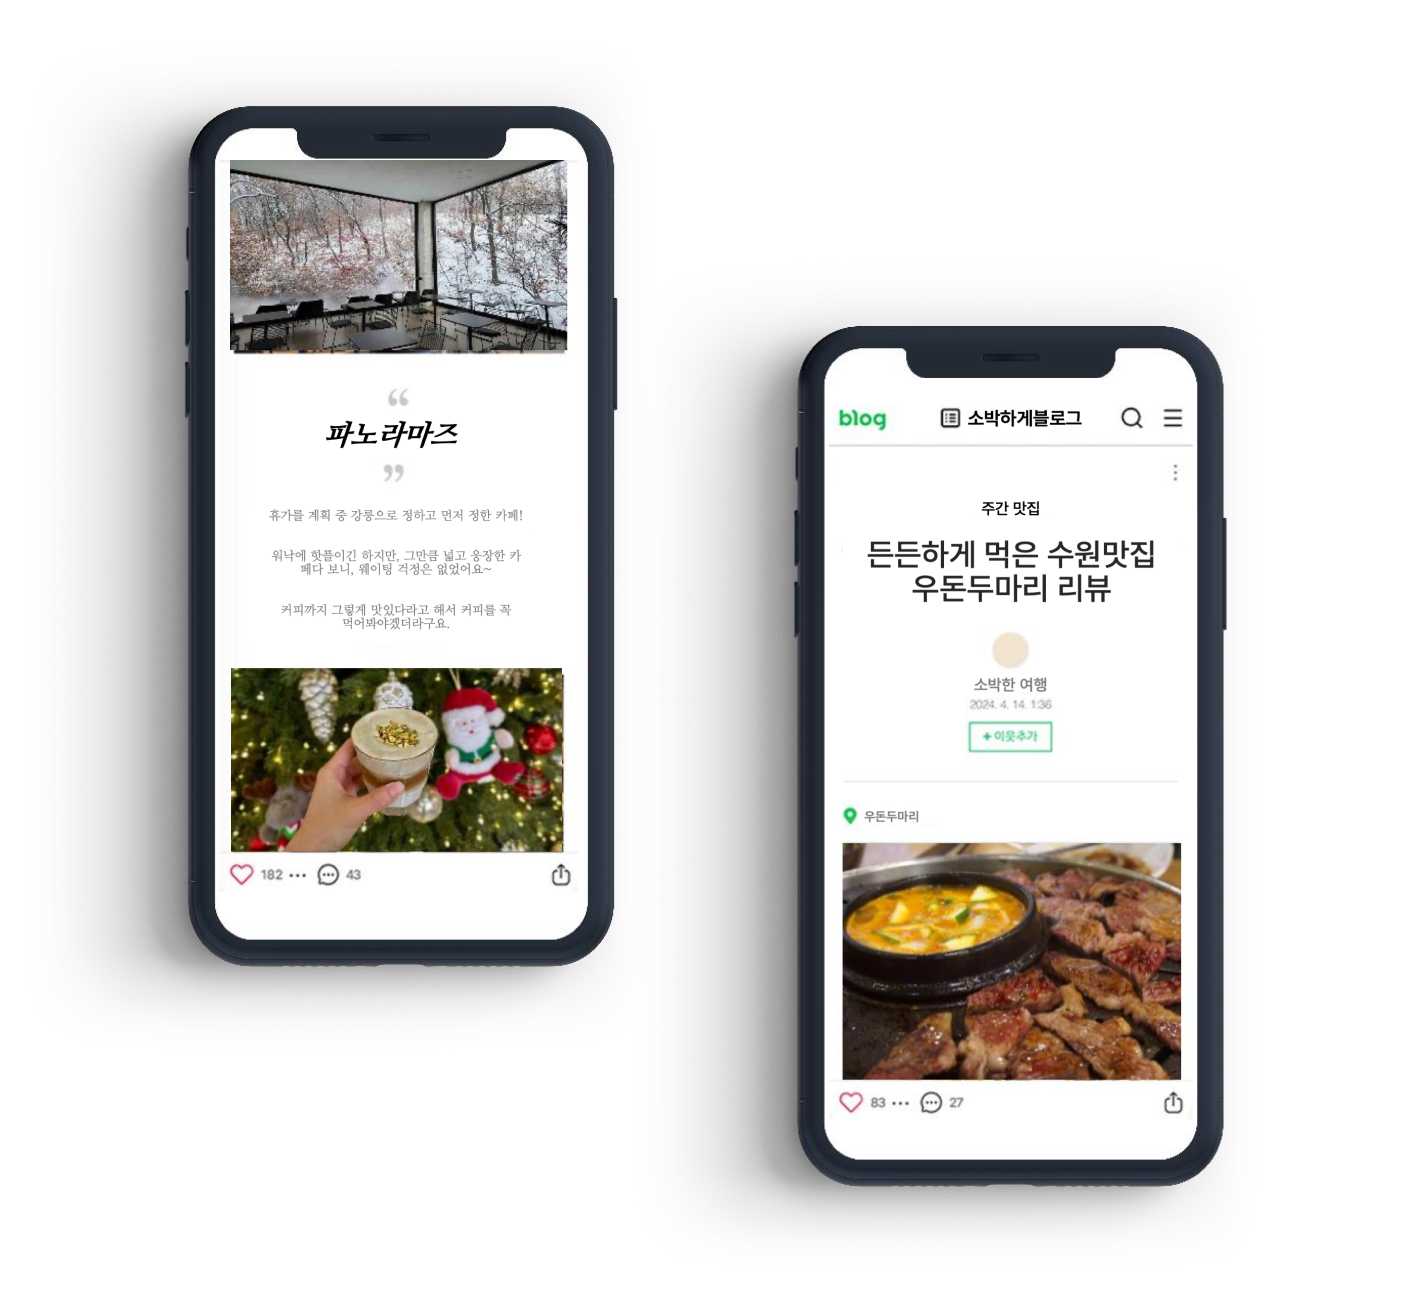 “
파노라마즈
”
휴가를 계획 중 강릉으로 정하고 먼저 정한 카페!
워낙에 핫플이긴 하지만, 그만큼 넓고 웅장한 카
페다 보니, 웨이팅 걱정은 없었어요~
커피까지 그렇게 맛있다라고 해서 커피를 꼭
먹어봐야겠더라구요.
182 ··· 43
blog 소박하게블로그
주간 맛집
든든하게 먹은 수원맛집
우돈두마리 리뷰
소박한 여행
2024. 4. 14. 1:36
+ 이웃추가
우돈두마리
83 ··· 27